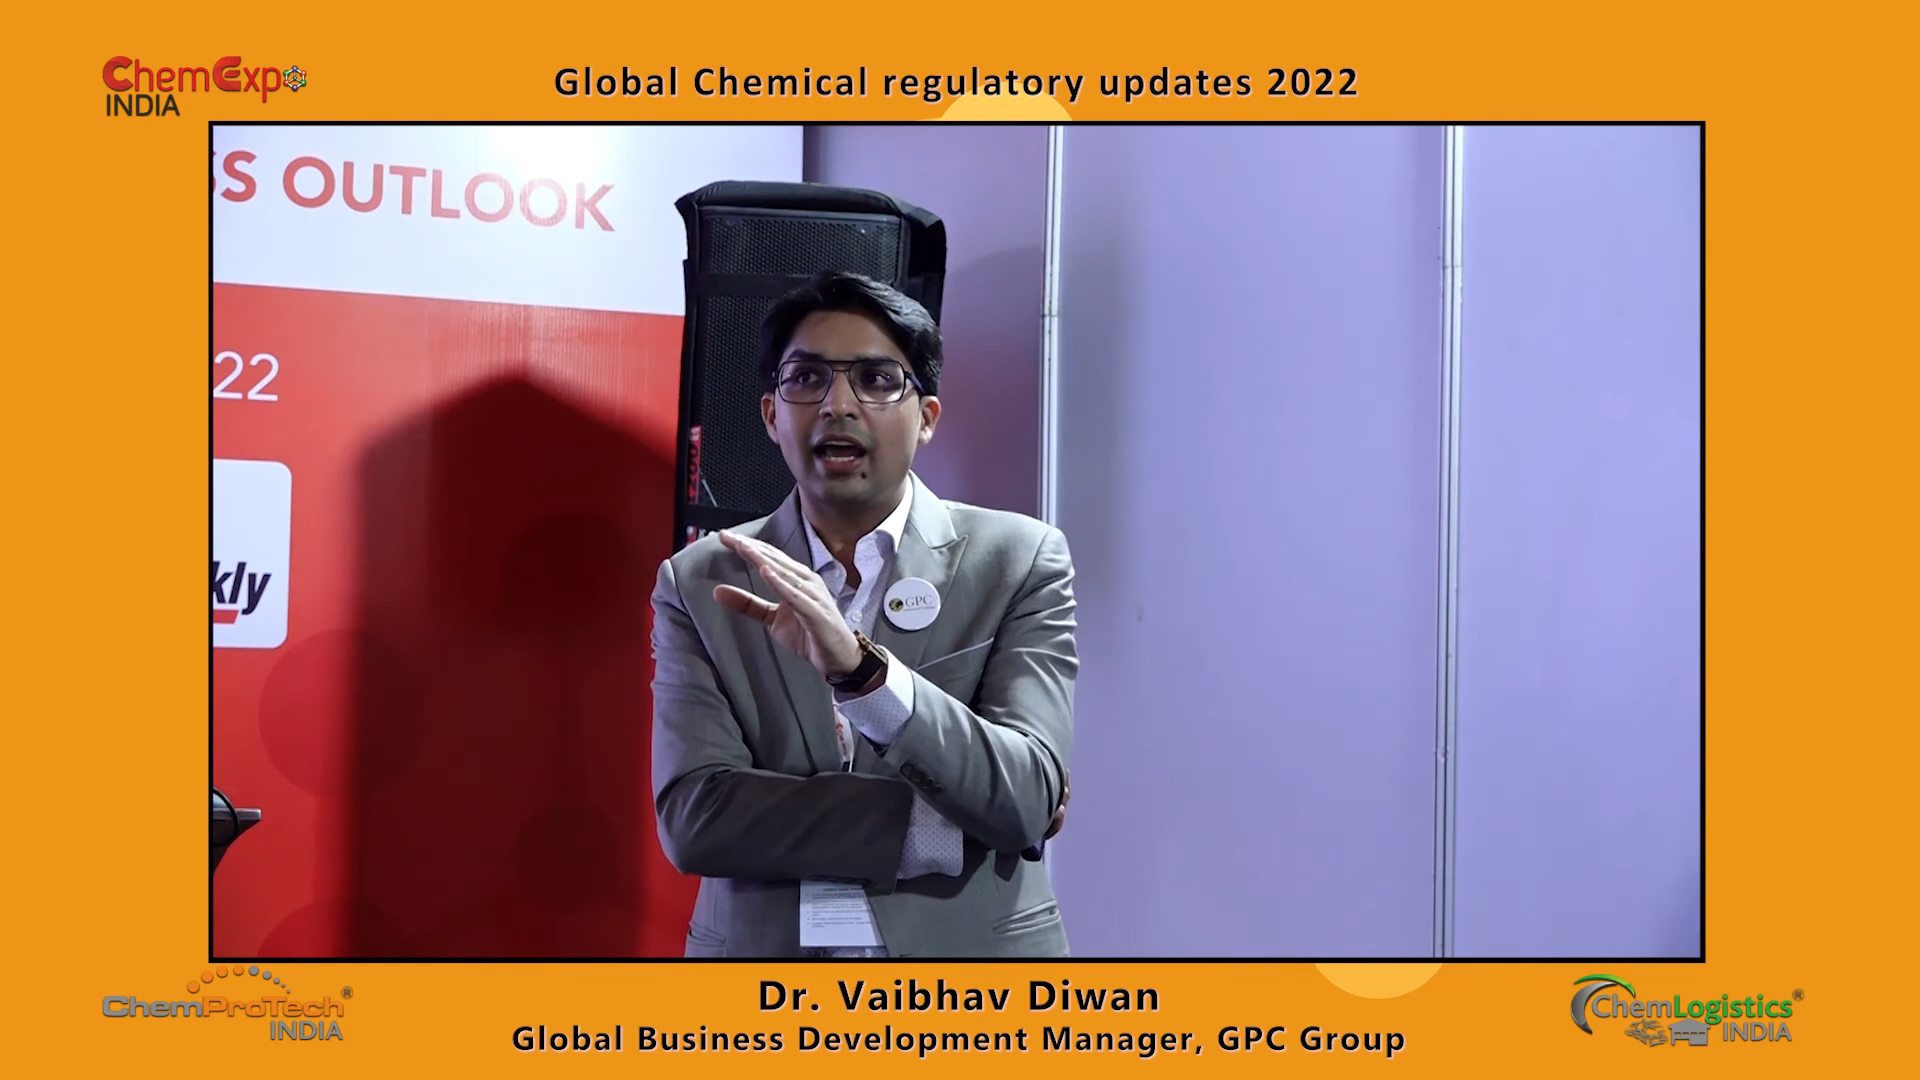 ChemExpo
INDIA
Global Chemical regulatory updates 2022
SS OUTLOOK
22
kly
GPC
Dr. Vaibhav Diwan
Global Business Development Manager, GPC Group
ChemProTech®
INDIA
ChemLogistics®
INDIA